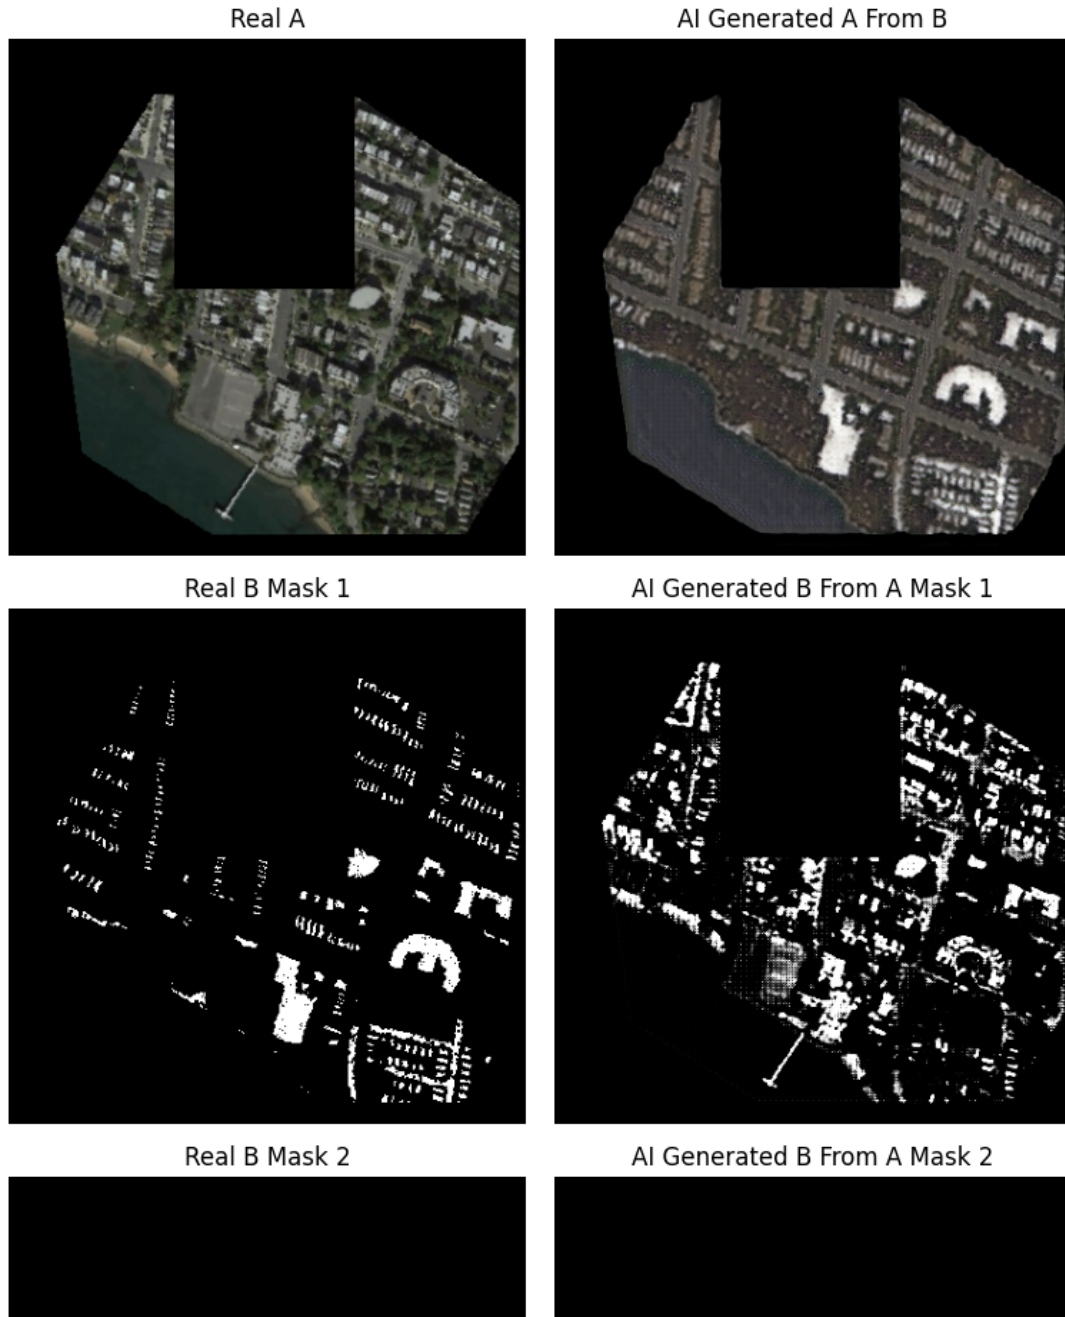 Real A
AI Generated A From B
Real B Mask 1
AI Generated B From A Mask 1
Real B Mask 2
AI Generated B From A Mask 2